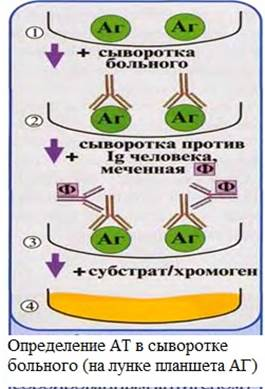 ① Аг Аг
+ сыворотка
больного
② Аг Аг
сыворотка против
+ Ig человека,
меченная Ф
Ф Ф
③ Аг Аг
+ субстрат/хромоген
④
Определение АТ в сыворотке
больного (на лунке планшета АГ)